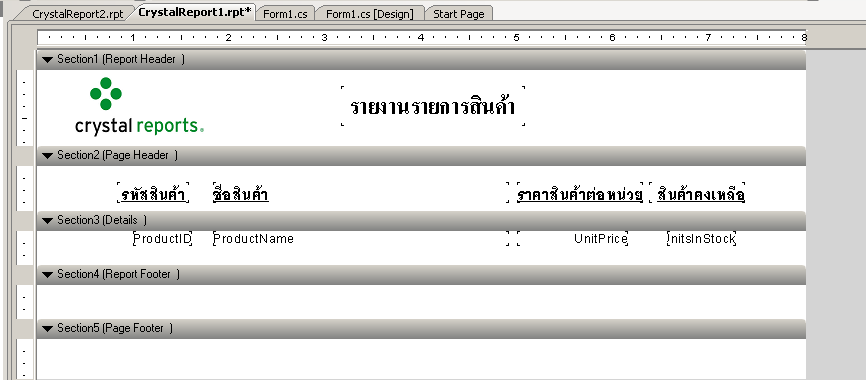 CrystalReport2.rpt CrystalReport1.rpt* Form1.cs Form1.cs [Design] Start Page
1 2 3 4 5 6 7 8
Section1 (Report Header )
crystal reports.
รายงานรายการสินค้า
Section2 (Page Header )
รหัสสินค้า ชื่อสินค้า ราคาสินค้าต่อหน่วย สินค้าคงเหลือ
Section3 (Details )
ProductID ProductName UnitPrice nitsInStock
Section4 (Report Footer )
Section5 (Page Footer )